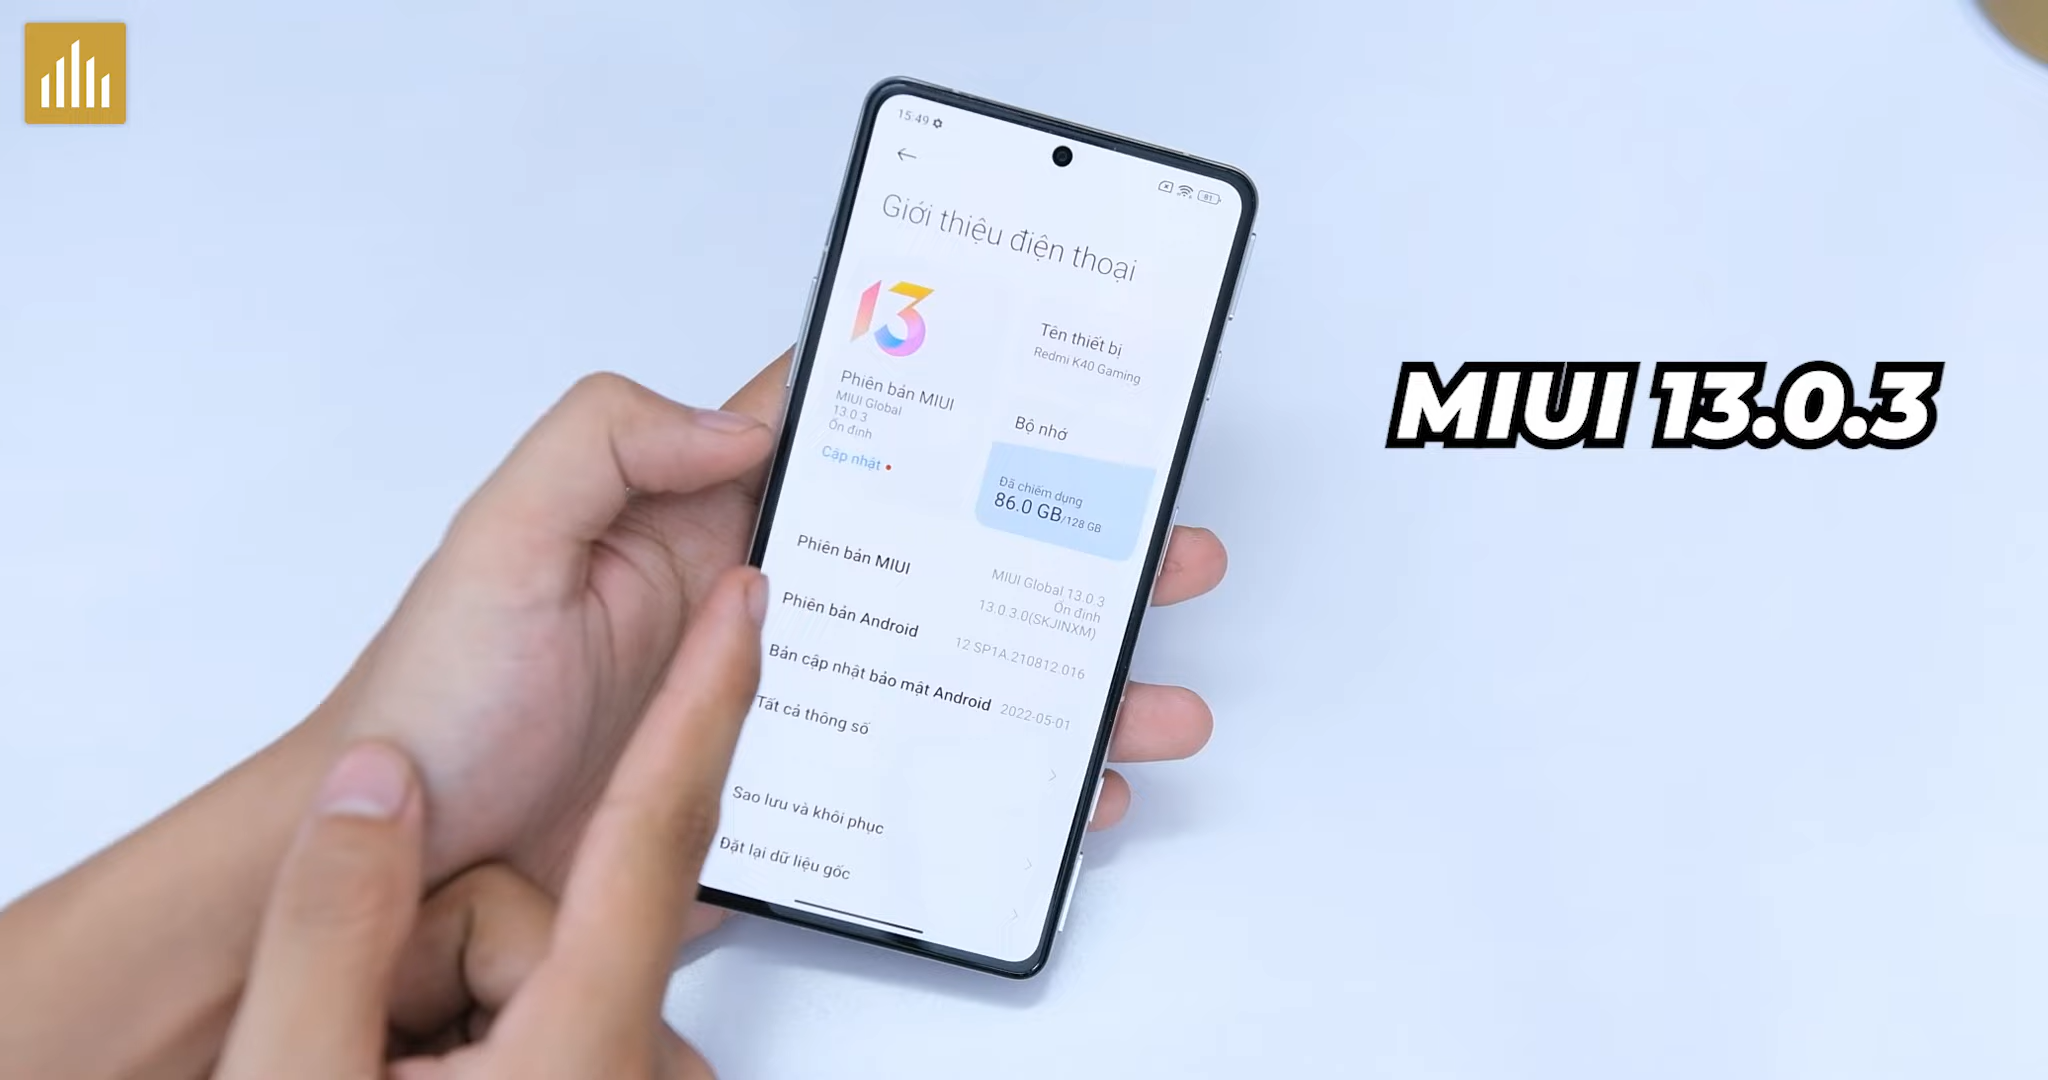 15:49
Giới thiệu điện thoại
13
Phiên bản MIUI
MIUI Global
13.0.3
Ổn định
Cập nhật
Tên thiết bị
Redmi K40 Gaming
Bộ nhớ
Đã chiếm dụng
86.0 GB/128 GB
Phiên bản MIUI
MIUI Global 13.0.3
Ổn định
13.0.3.0(SKJINXM)
Phiên bản Android
12 SP1A.210812.016
Bản cập nhật bảo mật Android
2022-05-01
Tất cả thông số
Sao lưu và khôi phục
Đặt lại dữ liệu gốc
MIUI 13.0.3